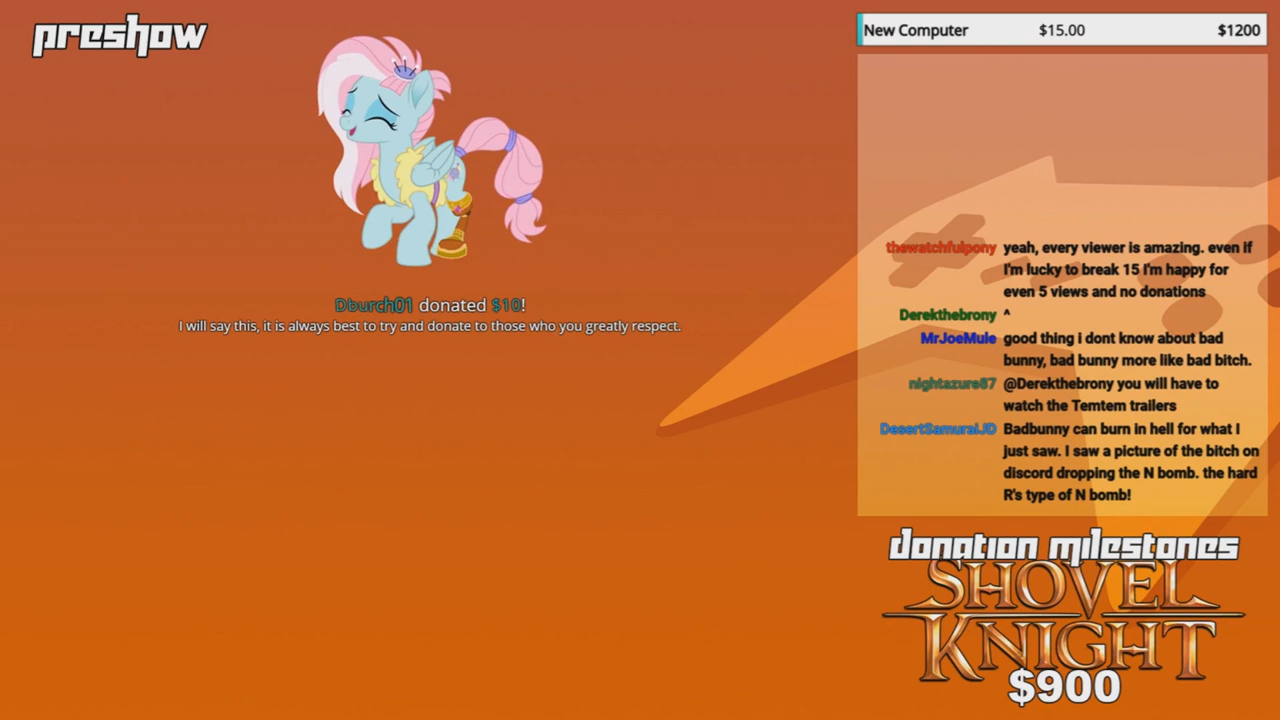 preshow
New Computer $15.00 $1200
Dburch01 donated $10!
I will say this, it is always best to try and donate to those who you greatly respect.
thewatchfulpony yeah, every viewer is amazing. even if
I'm lucky to break 15 I'm happy for
even 5 views and no donations
Derekthebrony ^
MrJoeMule good thing i dont know about bad
bunny, bad bunny more like bad bitch.
nightazure87 @Derekthebrony you will have to
watch the Temtem trailers
DesertSamuraiJD Badbunny can burn in hell for what I
just saw. I saw a picture of the bitch on
discord dropping the N bomb. the hard
R's type of N bomb!
donation milestones
SHOVEL
KNIGHT
$900